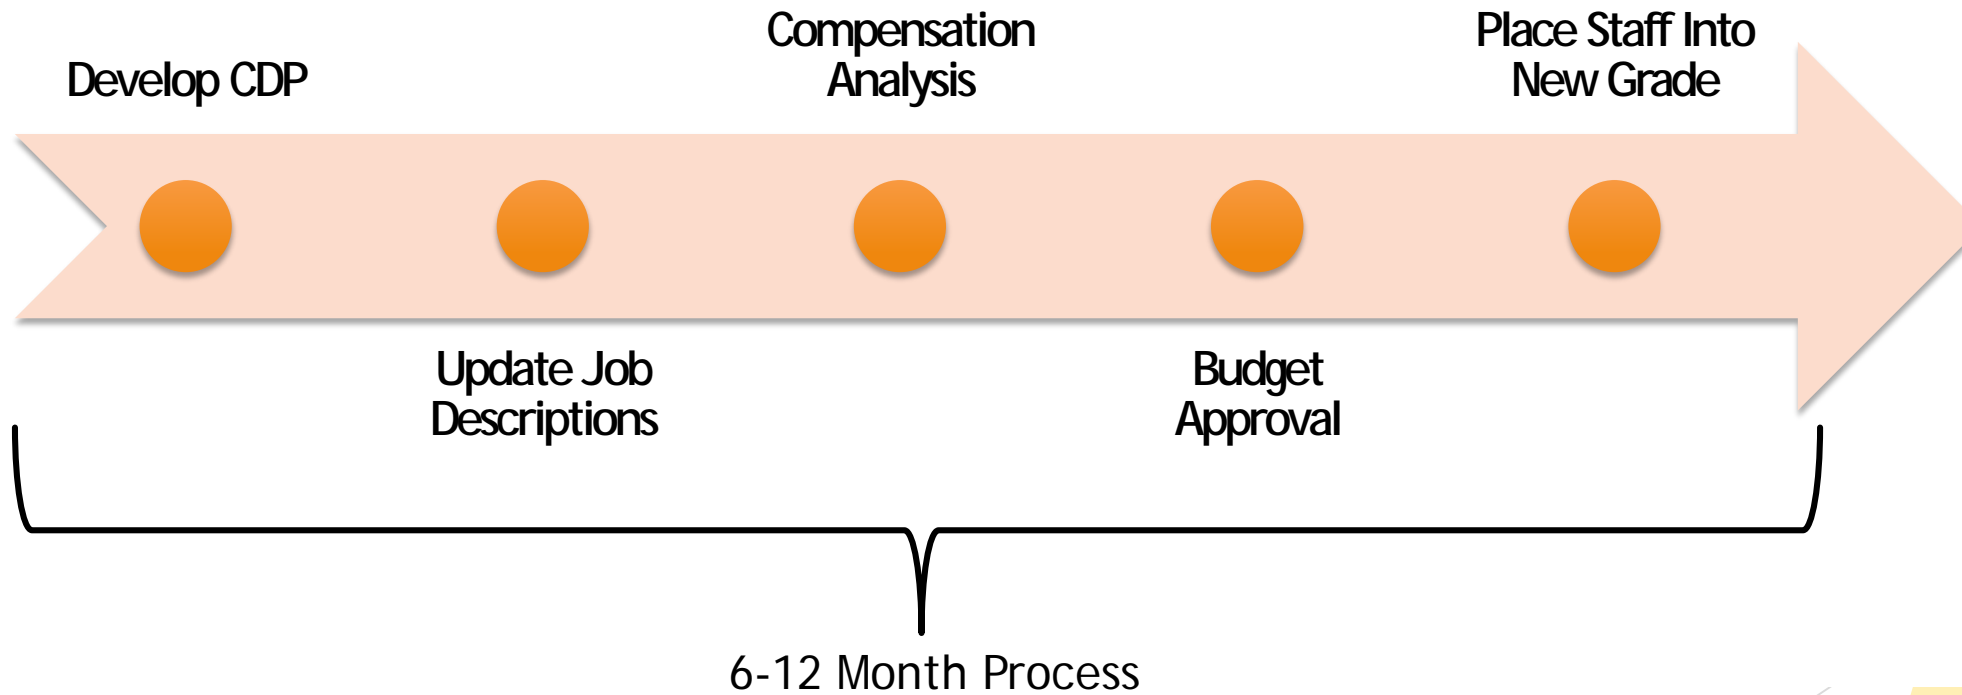 Develop CDP
Update Job
Descriptions
Compensation
Analysis
Budget
Approval
Place Staff Into
New Grade
6-12 Month Process